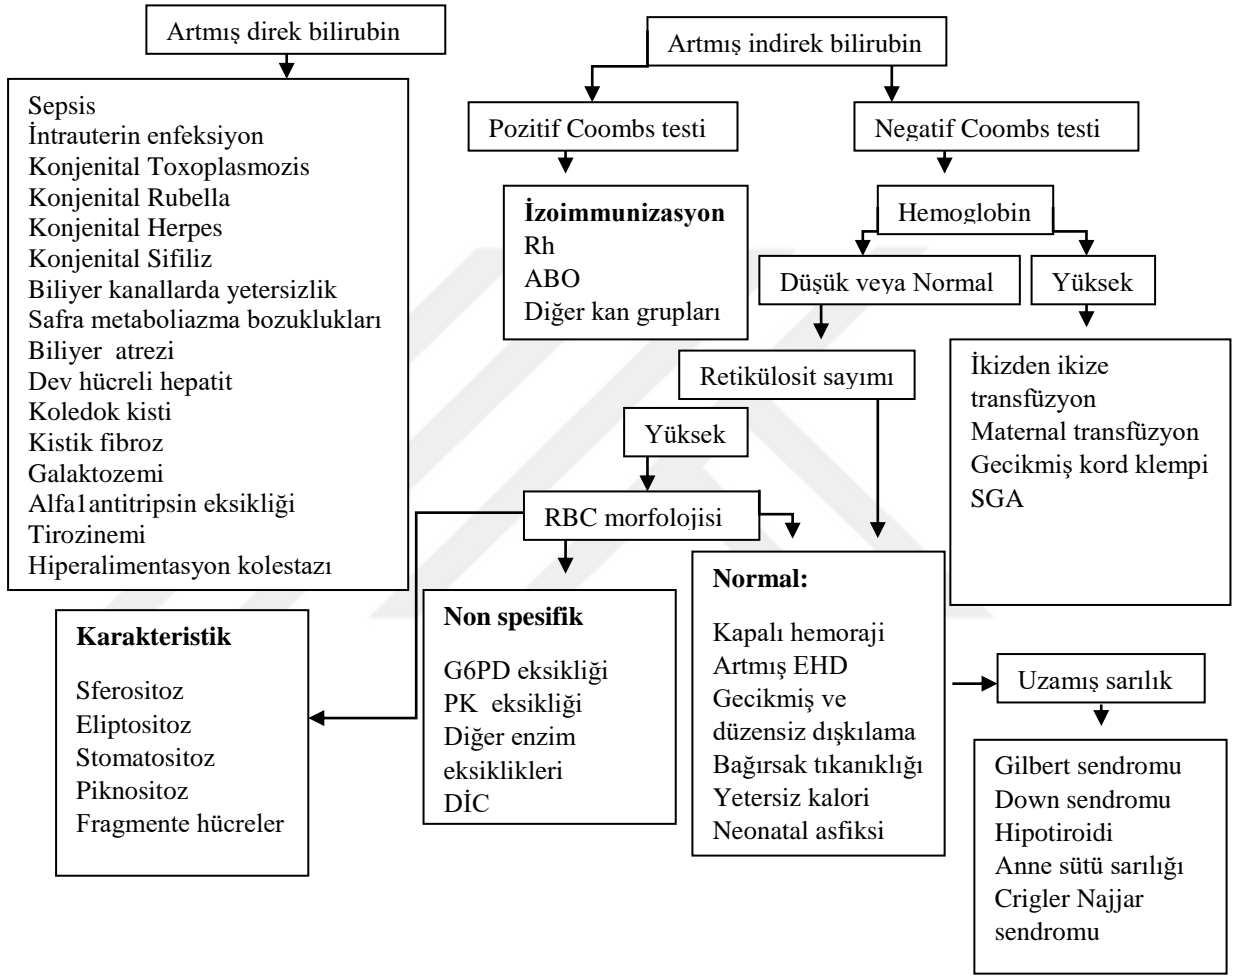 Artmış direk bilirubin
Artmış indirek bilirubin
Sepsis
İntrauterin enfeksiyon
Konjenital Toxoplasmozis
Konjenital Rubella
Konjenital Herpes
Konjenital Sifiliz
Biliyer kanallarda yetersizlik
Safra metaboliazma bozuklukları
Biliyer atrezi
Dev hücreli hepatit
Koledok kisti
Kistik fibroz
Galaktozemi
Alfa1antitripsin eksikliği
Tirozinemi
Hiperalimentasyon kolestazı
Pozitif Coombs testi
Negatif Coombs testi
İzoimmunizasyon
Rh
ABO
Diğer kan grupları
Hemoglobin
Düşük veya Normal
Yüksek
Retikülosit sayımı
İkizden ikize
transfüzyon
Maternal transfüzyon
Gecikmiş kord klempi
SGA
Yüksek
RBC morfolojisi
Karakteristik
Sferositoz
Eliptositoz
Stomatositoz
Piknositoz
Fragmente hücreler
Non spesifik
G6PD eksikliği
PK eksikliği
Diğer enzim
eksiklikleri
DİC
Normal:
Kapalı hemoraji
Artmış EHD
Gecikmiş ve
düzensiz dışkılama
Bağırsak tıkanıklığı
Yetersiz kalori
Neonatal asfiksi
Uzamış sarılık
Gilbert sendromu
Down sendromu
Hipotiroidi
Anne sütü sarılığı
Crigler Najjar
sendromu